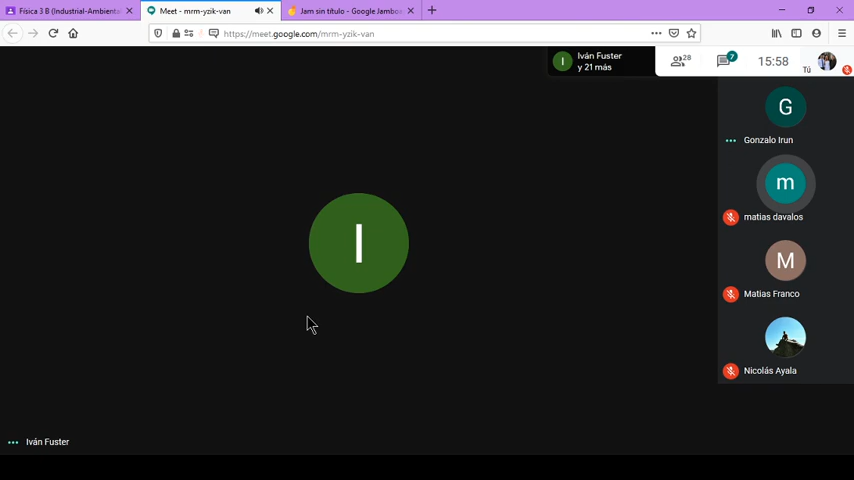 Física 3 B (Industrial-Ambienta
Meet - mrm-yzik-van
Jam sin título - Google Jamboa
https://meet.google.com/mrm-yzik-van
I
Iván Fuster
y 21 más
28
7
15:58
Tú
G
Gonzalo Irun
m
matias davalos
M
Matias Franco
Nicolás Ayala
I
Iván Fuster